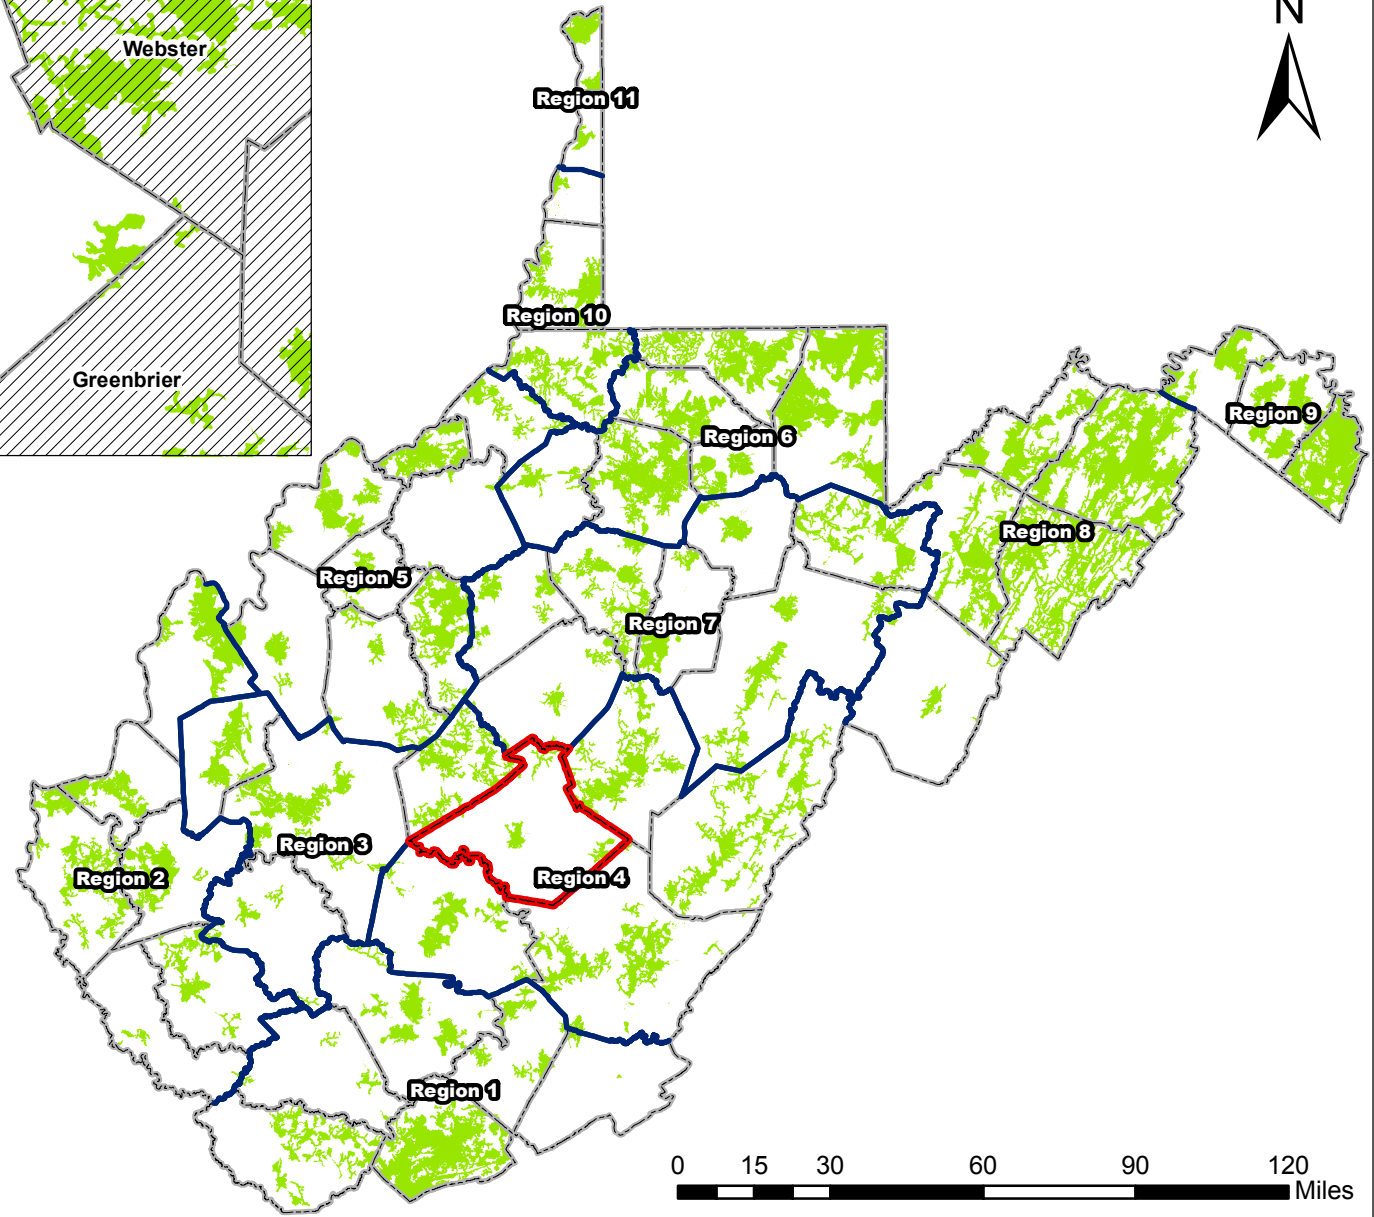 Webster
Greenbrier
N
Region 11
Region 10
Region 9
Region 6
Region 8
Region 5
Region 7
Region 3
Region 2
Region 4
Region 1
0 15 30 60 90 120
Miles